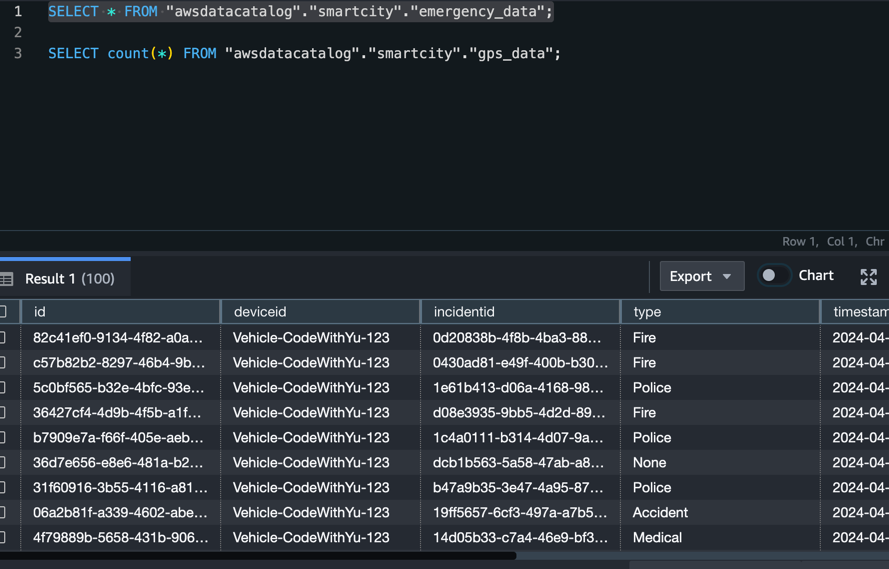 1 SELECT * FROM "awsdatacatalog"."smartcity"."emergency_data";
2
3 SELECT count(*) FROM "awsdatacatalog"."smartcity"."gps_data";
Row 1, Col 1, Chr
Result 1 (100) Export Chart
id deviceid incidentid type timestam
82c41ef0-9134-4f82-a0a... Vehicle-CodeWithYu-123 0d20838b-4f8b-4ba3-88... Fire 2024-04-
c57b82b2-8297-46b4-9b... Vehicle-CodeWithYu-123 0430ad81-e49f-400b-b30... Fire 2024-04-
5c0bf565-b32e-4bfc-93e... Vehicle-CodeWithYu-123 1e61b413-d06a-4168-98... Police 2024-04-
36427cf4-4d9b-4f5b-a1f... Vehicle-CodeWithYu-123 d08e3935-9bb5-4d2d-89... Fire 2024-04-
b7909e7a-f66f-405e-aeb... Vehicle-CodeWithYu-123 1c4a0111-b314-4d07-9a... Police 2024-04-
36d7e656-e8e6-481a-b2... Vehicle-CodeWithYu-123 dcb1b563-5a58-47ab-a8... None 2024-04-
31f60916-3b55-4116-a81... Vehicle-CodeWithYu-123 b47a9b35-3e47-4a95-87... Police 2024-04-
06a2b81f-a339-4602-abe... Vehicle-CodeWithYu-123 19ff5657-6cf3-497a-a7b5... Accident 2024-04-
4f79889b-5658-431b-906... Vehicle-CodeWithYu-123 14d05b33-c7a4-46e9-bf3... Medical 2024-04-